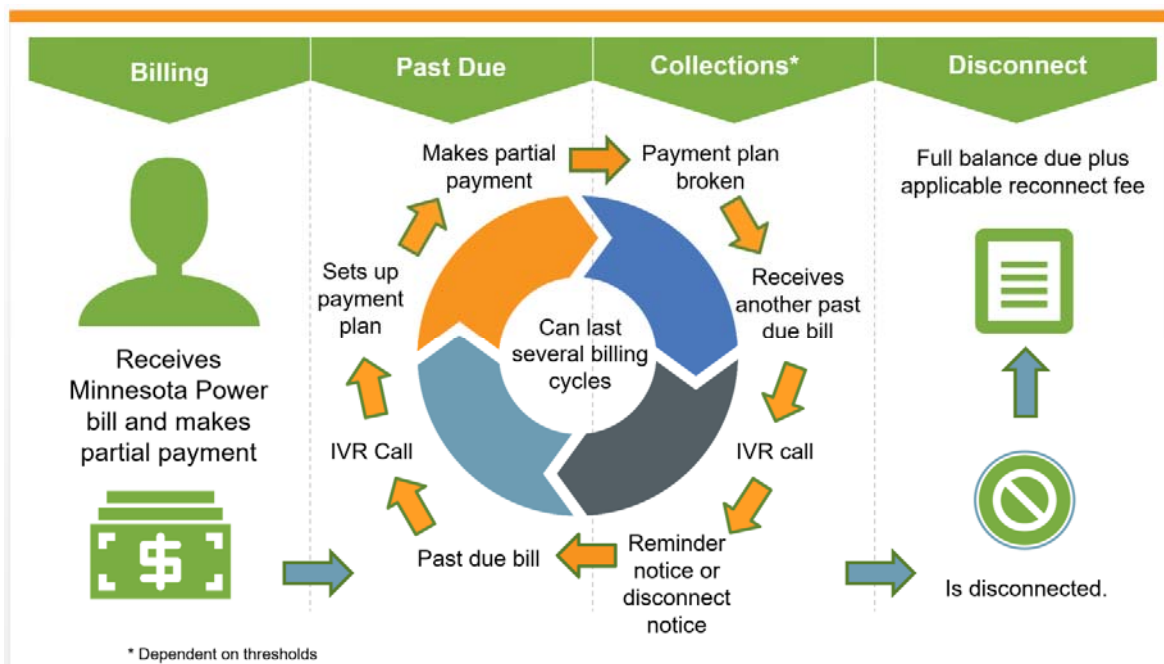 Billing
Past Due
Collections*
Disconnect
Receives
Minnesota Power
bill and makes
partial payment
$
Makes partial
payment
Sets up
payment
plan
IVR Call
Past due bill
Can last
several billing
cycles
Payment plan
broken
Receives
another past
due bill
IVR call
Reminder
notice or
disconnect
notice
Full balance due plus
applicable reconnect fee
Is disconnected.
* Dependent on thresholds